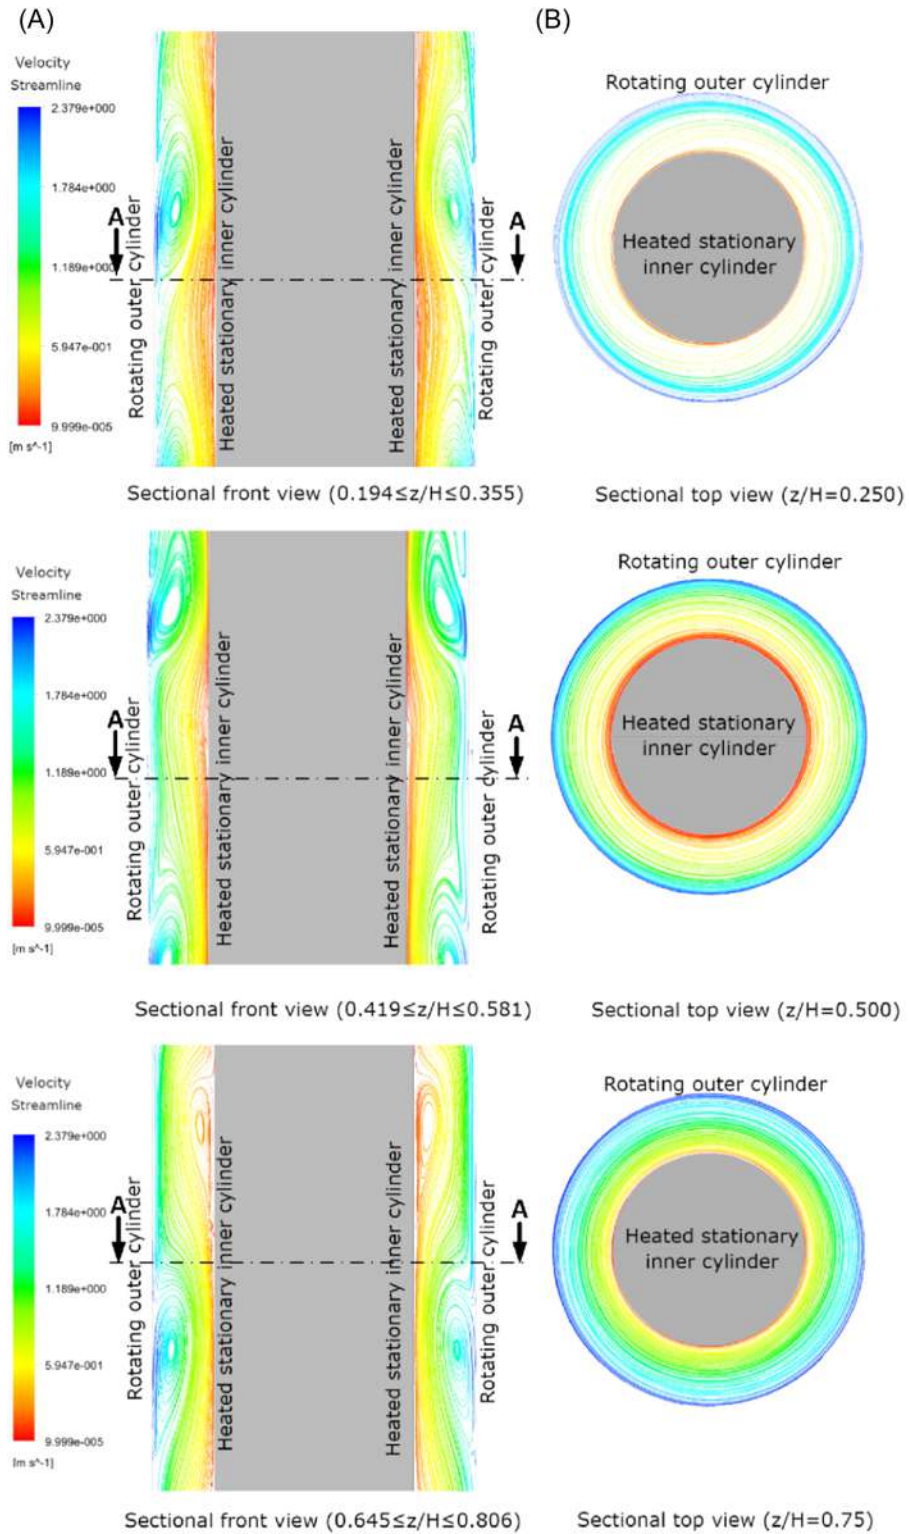 (A)
(B)
Velocity
Streamline
2.379e+000
1.784e+000
1.189e+000
5.947e-001
9.999e-005
[m s^-1]
A
A
Rotating outer cylinder
Heated stationary inner cylinder
Heated stationary inner cylinder
Rotating outer cylinder
Rotating outer cylinder
Heated stationary
inner cylinder
Sectional front view (0.194≤z/H≤0.355)
Sectional top view (z/H=0.250)
Velocity
Streamline
2.379e+000
1.784e+000
1.189e+000
5.947e-001
9.999e-005
[m s^-1]
A
A
Rotating outer cylinder
Heated stationary inner cylinder
Heated stationary inner cylinder
Rotating outer cylinder
Rotating outer cylinder
Heated stationary
inner cylinder
Sectional front view (0.419≤z/H≤0.581)
Sectional top view (z/H=0.500)
Velocity
Streamline
2.379e+000
1.784e+000
1.189e+000
5.947e-001
9.999e-005
[m s^-1]
A
A
Rotating outer cylinder
Heated stationary inner cylinder
Heated stationary inner cylinder
Rotating outer cylinder
Rotating outer cylinder
Heated stationary
inner cylinder
Sectional front view (0.645≤z/H≤0.806)
Sectional top view (z/H=0.75)